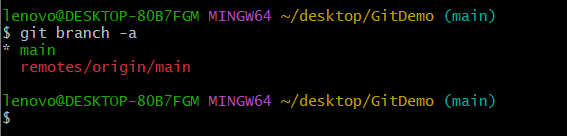 lenovo@DESKTOP-80B7FGM MINGW64 ~/desktop/GitDemo (main)
$ git branch -a
* main
  remotes/origin/main

lenovo@DESKTOP-80B7FGM MINGW64 ~/desktop/GitDemo (main)
$